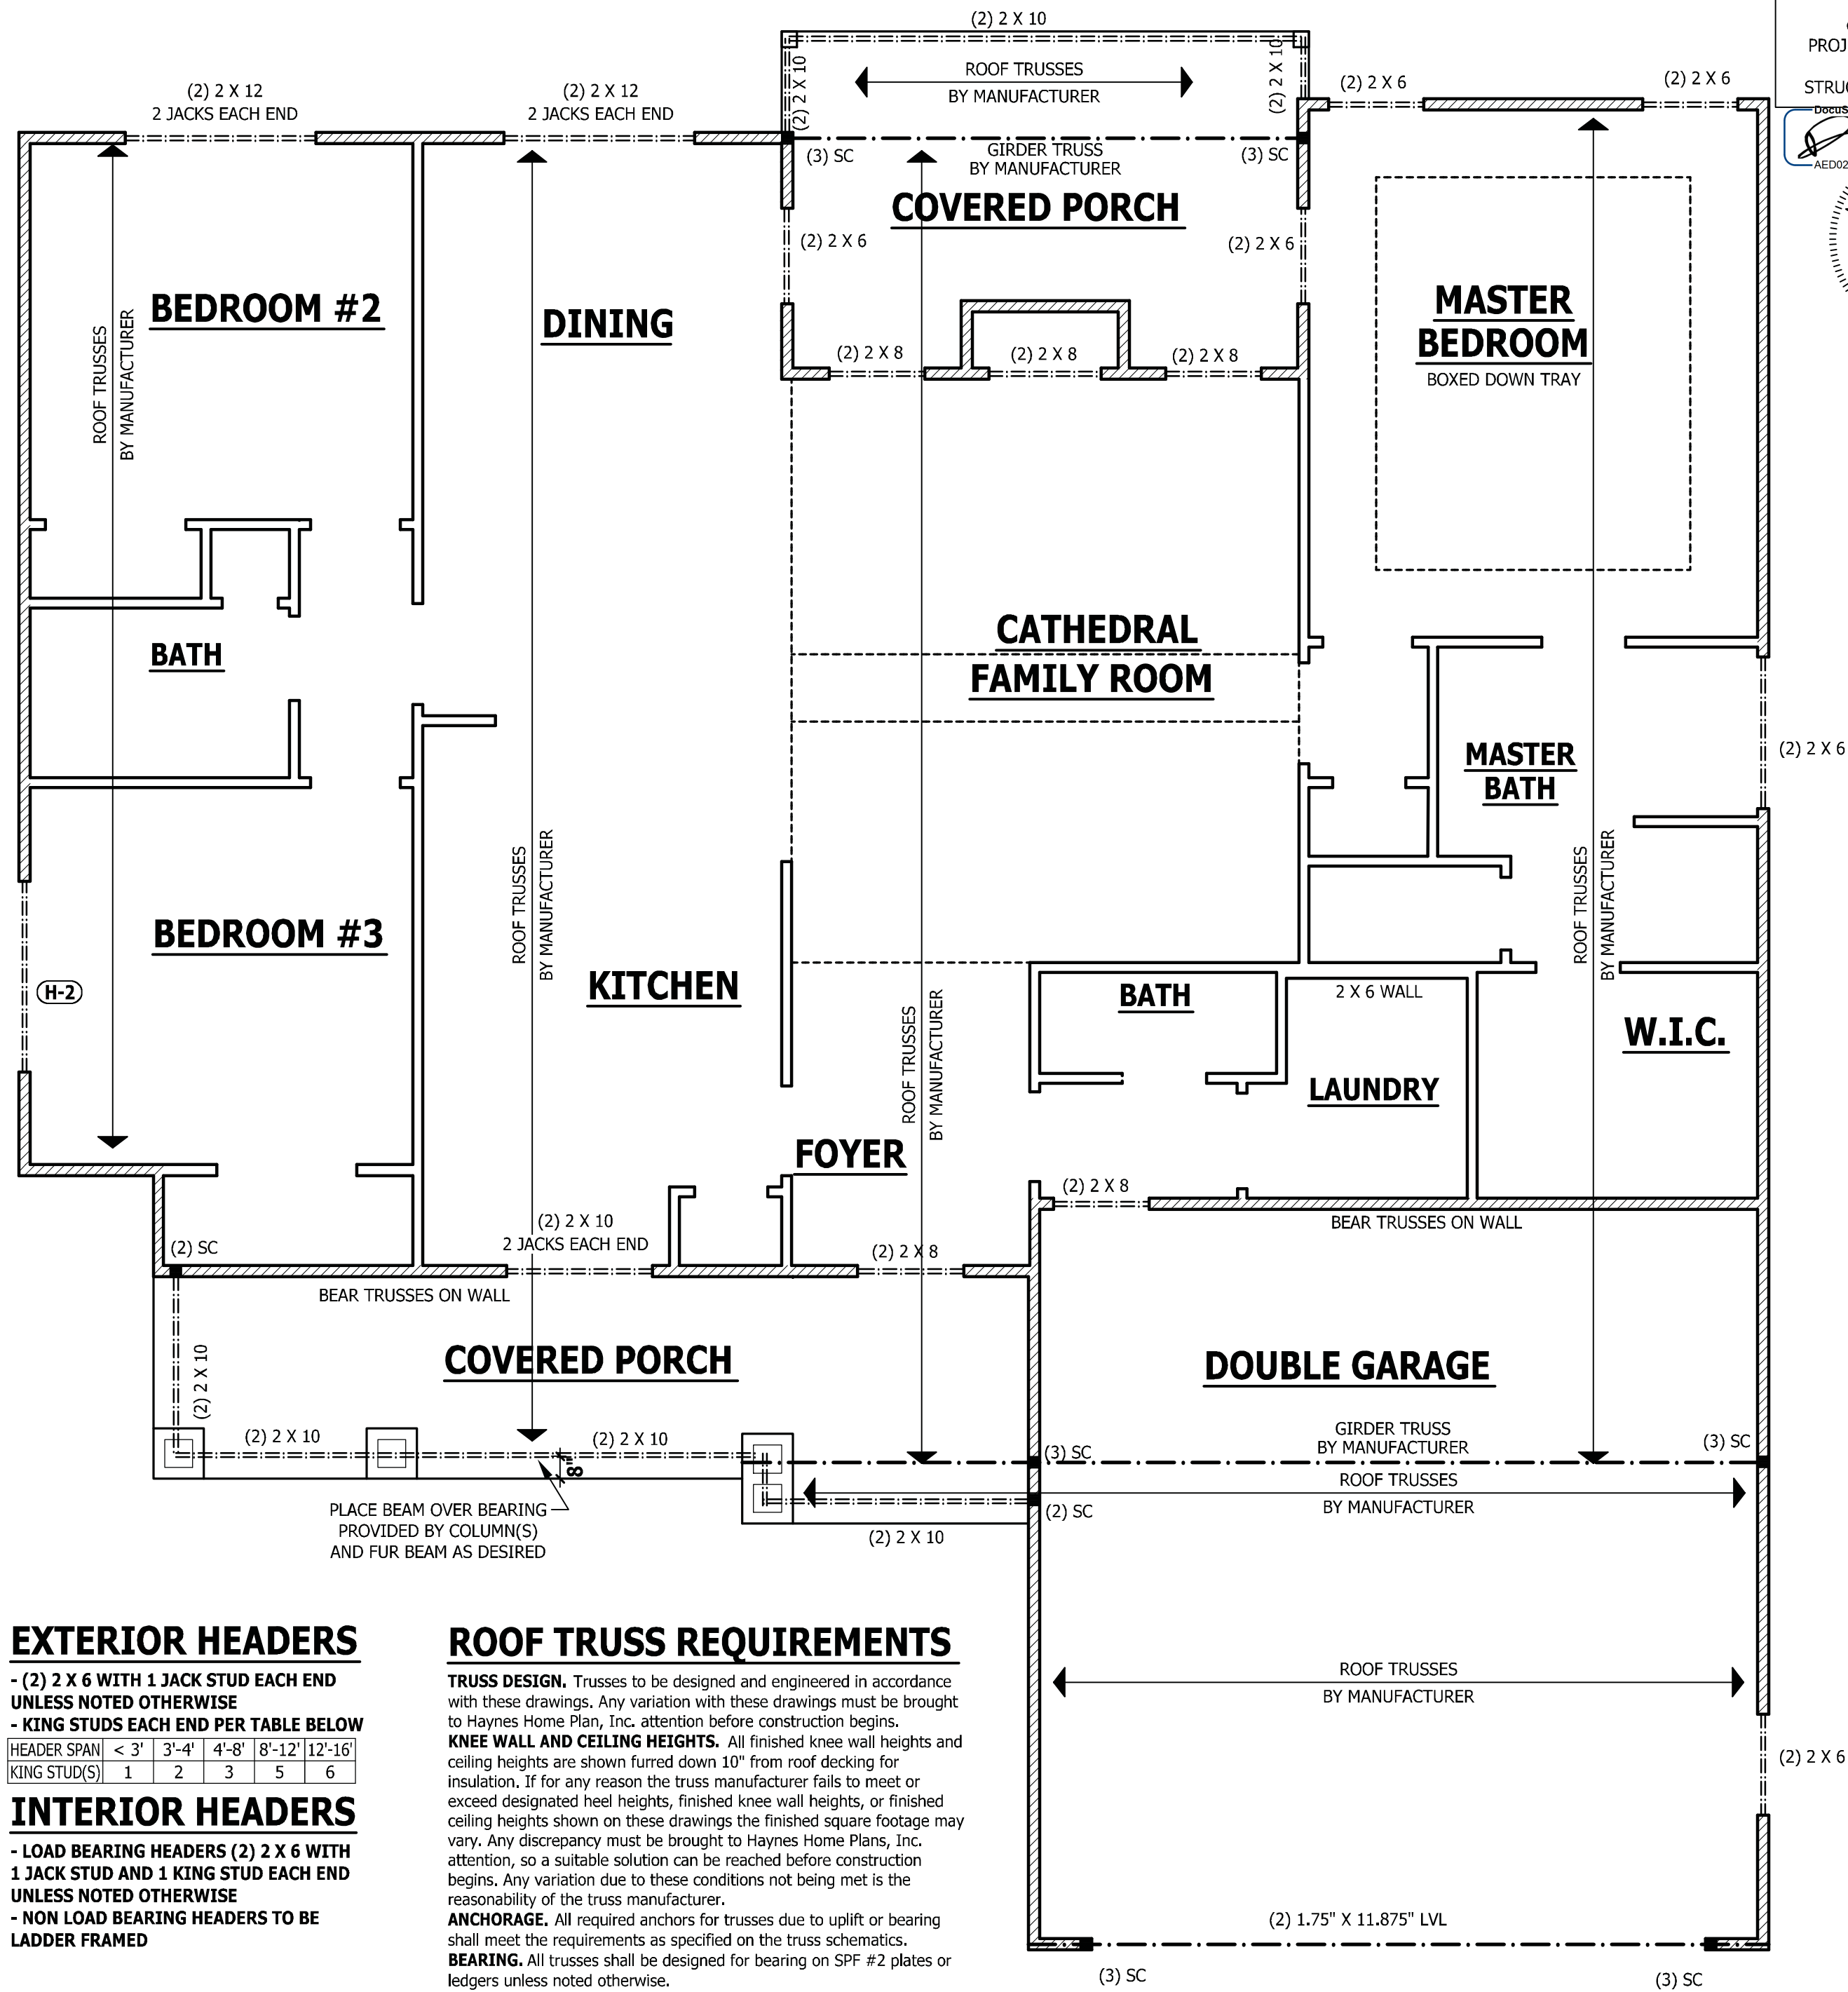 (2) 2 X 10
PROJ
STRUC
DocuS
AED02
(2) 2 X 12
2 JACKS EACH END
(2) 2 X 12
2 JACKS EACH END
(2) 2 X 10
ROOF TRUSSES
BY MANUFACTURER
(2) 2 X 10
(2) 2 X 6
(2) 2 X 6
(3) SC
GIRDER TRUSS
BY MANUFACTURER
(3) SC
COVERED PORCH
(2) 2 X 6
(2) 2 X 6
BEDROOM #2
DINING
MASTER
BEDROOM
BOXED DOWN TRAY
(2) 2 X 8
(2) 2 X 8
(2) 2 X 8
ROOF TRUSSES
BY MANUFACTURER
BATH
CATHEDRAL
FAMILY ROOM
MASTER
BATH
(2) 2 X 6
ROOF TRUSSES
BY MANUFACTURER
ROOF TRUSSES
BY MANUFACTURER
BEDROOM #3
H-2
KITCHEN
BATH
2 X 6 WALL
W.I.C.
ROOF TRUSSES
BY MANUFACTURER
LAUNDRY
FOYER
(2) 2 X 8
BEAR TRUSSES ON WALL
(2) SC
(2) 2 X 10
2 JACKS EACH END
(2) 2 X 8
BEAR TRUSSES ON WALL
(2) 2 X 10
COVERED PORCH
DOUBLE GARAGE
(2) 2 X 10
(2) 2 X 10
8"
GIRDER TRUSS
BY MANUFACTURER
(3) SC
(3) SC
ROOF TRUSSES
BY MANUFACTURER
(2) SC
(2) 2 X 10
PLACE BEAM OVER BEARING
PROVIDED BY COLUMN(S)
AND FUR BEAM AS DESIRED
ROOF TRUSSES
BY MANUFACTURER
(2) 2 X 6
(2) 1.75" X 11.875" LVL
(3) SC
(3) SC
EXTERIOR HEADERS
- (2) 2 X 6 WITH 1 JACK STUD EACH END
UNLESS NOTED OTHERWISE
- KING STUDS EACH END PER TABLE BELOW
HEADER SPAN < 3' 3'-4' 4'-8' 8'-12' 12'-16'
KING STUD(S) 1 2 3 5 6
INTERIOR HEADERS
- LOAD BEARING HEADERS (2) 2 X 6 WITH
1 JACK STUD AND 1 KING STUD EACH END
UNLESS NOTED OTHERWISE
- NON LOAD BEARING HEADERS TO BE
LADDER FRAMED
ROOF TRUSS REQUIREMENTS
TRUSS DESIGN. Trusses to be designed and engineered in accordance
with these drawings. Any variation with these drawings must be brought
to Haynes Home Plan, Inc. attention before construction begins.
KNEE WALL AND CEILING HEIGHTS. All finished knee wall heights and
ceiling heights are shown furred down 10" from roof decking for
insulation. If for any reason the truss manufacturer fails to meet or
exceed designated heel heights, finished knee wall heights, or finished
ceiling heights shown on these drawings the finished square footage may
vary. Any discrepancy must be brought to Haynes Home Plans, Inc.
attention, so a suitable solution can be reached before construction
begins. Any variation due to these conditions not being met is the
reasonability of the truss manufacturer.
ANCHORAGE. All required anchors for trusses due to uplift or bearing
shall meet the requirements as specified on the truss schematics.
BEARING. All trusses shall be designed for bearing on SPF #2 plates or
ledgers unless noted otherwise.